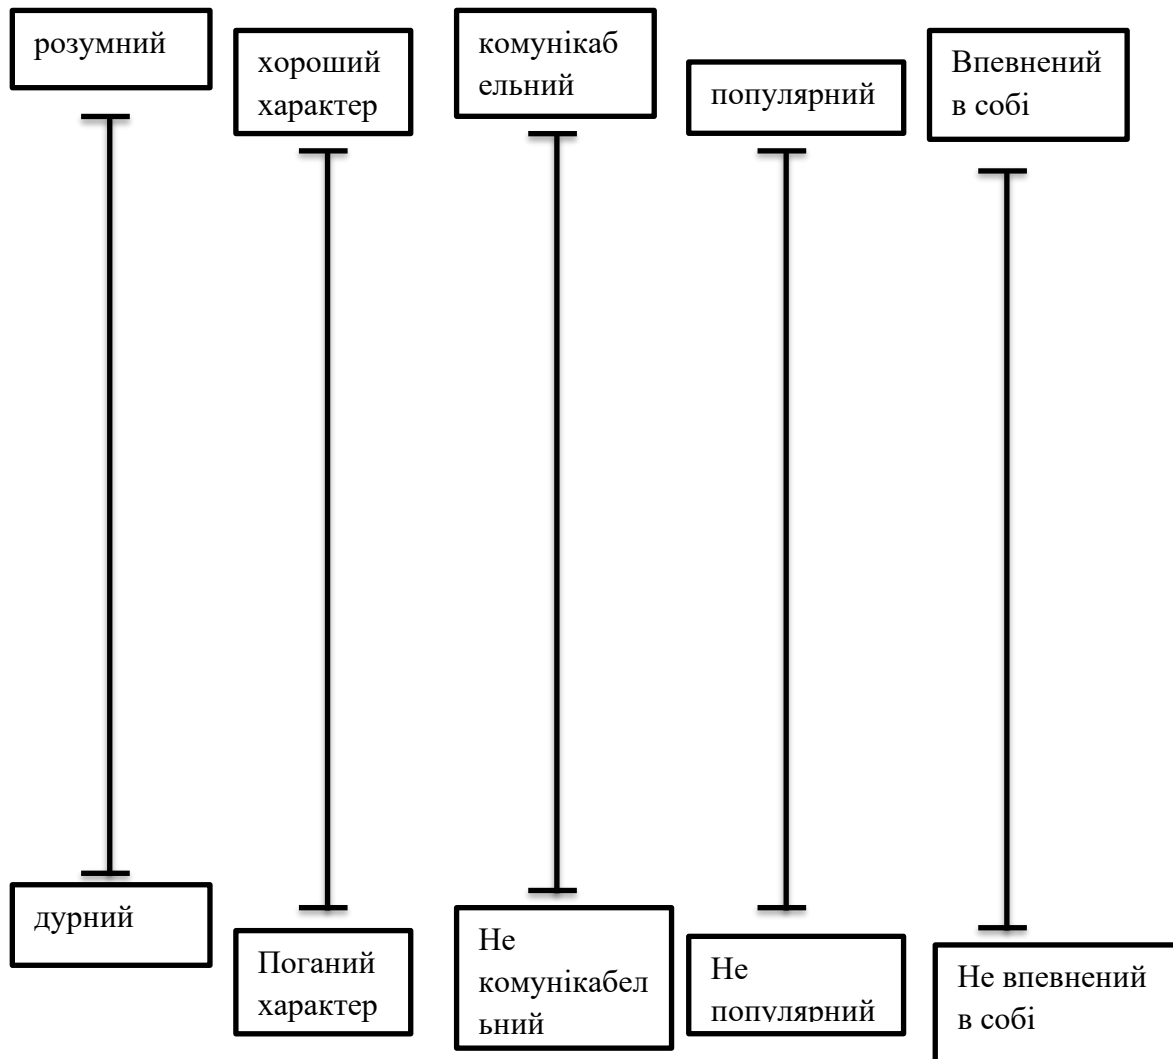 розумний
хороший
характер
комунікаб
ельний
популярний
Впевнений
в собі
дурний
Поганий
характер
Не
комунікабел
ьний
Не
популярний
Не впевнений
в собі